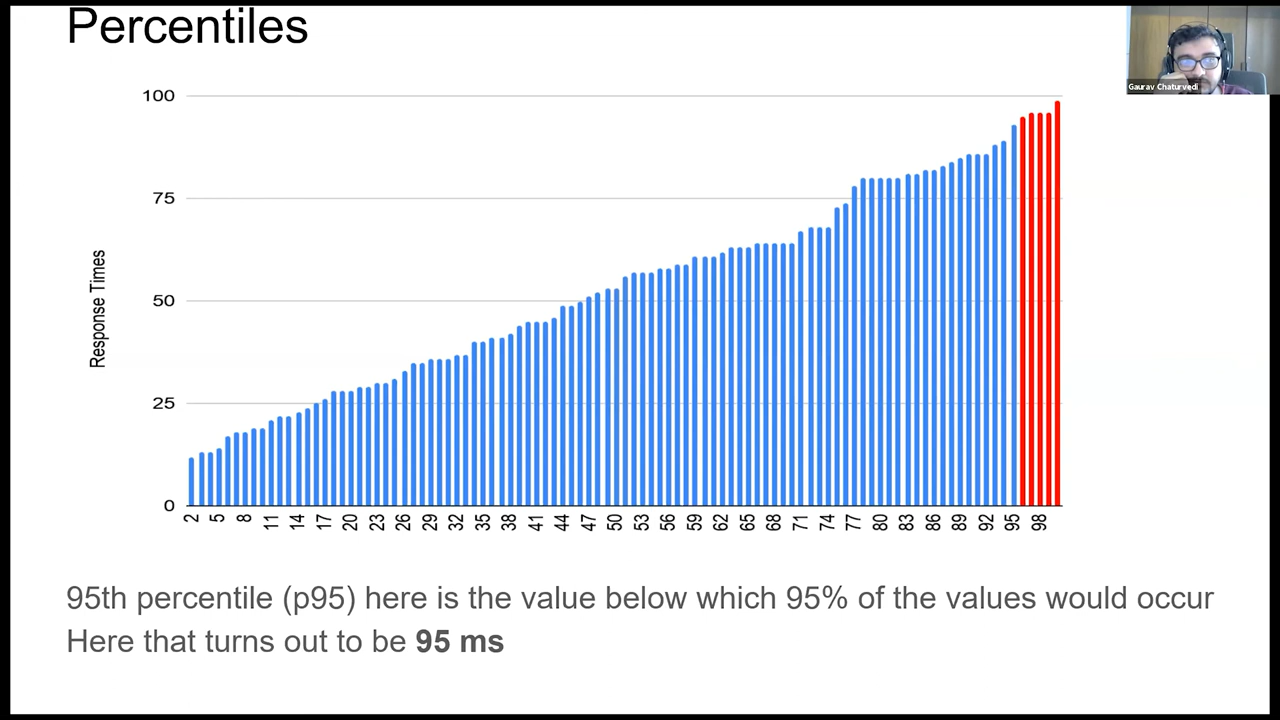 Percentiles
Gaurav Chaturvedi
100
75
50
25
0
Response Times
2 5 8 11 14 17 20 23 26 29 32 35 38 41 44 47 50 53 56 59 62 65 68 71 74 77 80 83 86 89 92 95 98
95th percentile (p95) here is the value below which 95% of the values would occur
Here that turns out to be 95 ms